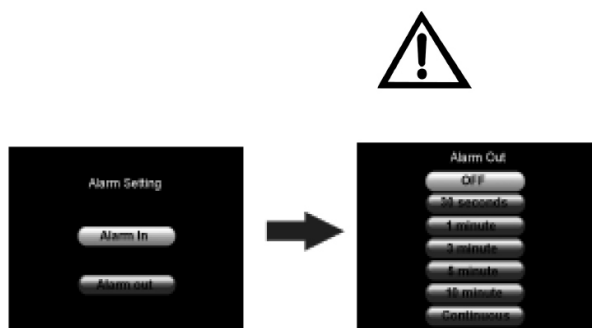 Alarm Setting
Alarm In
Alarm out
Alarm Out
OFF
30 seconds
1 minute
3 minute
5 minute
10 minute
Continuous